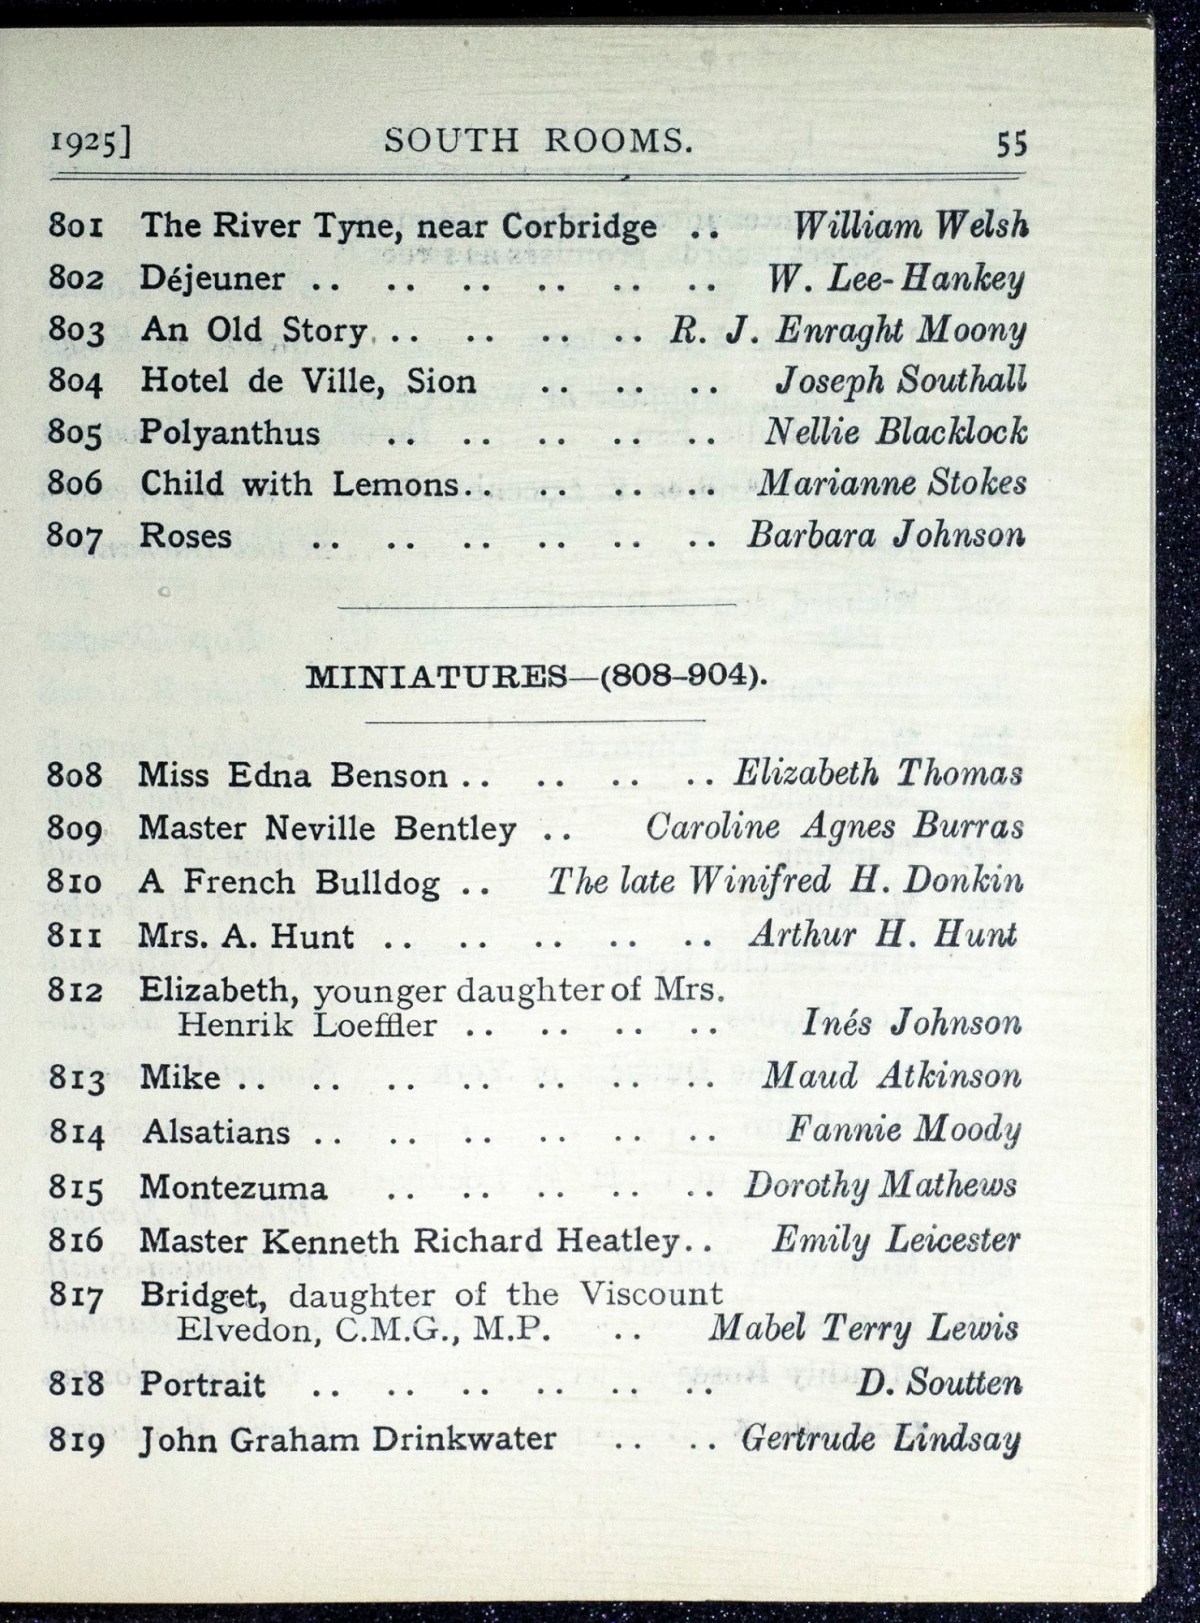 1925] SOUTH ROOMS. 55
801 The River Tyne, near Corbridge .. William Welsh
802 Déjeuner .. .. .. .. .. .. W. Lee-Hankey
803 An Old Story .. .. .. .. R. J. Enraght Moony
804 Hotel de Ville, Sion .. .. .. Joseph Southall
805 Polyanthus .. .. .. .. .. Nellie Blacklock
806 Child with Lemons .. .. .. .. Marianne Stokes
807 Roses .. .. .. .. .. .. Barbara Johnson
MINIATURES—(808–904).
808 Miss Edna Benson .. .. .. .. Elizabeth Thomas
809 Master Neville Bentley .. Caroline Agnes Burras
810 A French Bulldog .. The late Winifred H. Donkin
811 Mrs. A. Hunt .. .. .. .. .. Arthur H. Hunt
812 Elizabeth, younger daughter of Mrs.
Henrik Loeffler .. .. .. .. Inés Johnson
813 Mike .. .. .. .. .. .. .. Maud Atkinson
814 Alsatians .. .. .. .. .. .. Fannie Moody
815 Montezuma .. .. .. .. .. Dorothy Mathews
816 Master Kenneth Richard Heatley .. Emily Leicester
817 Bridget, daughter of the Viscount
Elvedon, C.M.G., M.P. .. Mabel Terry Lewis
818 Portrait .. .. .. .. .. .. D. Soutten
819 John Graham Drinkwater .. .. Gertrude Lindsay